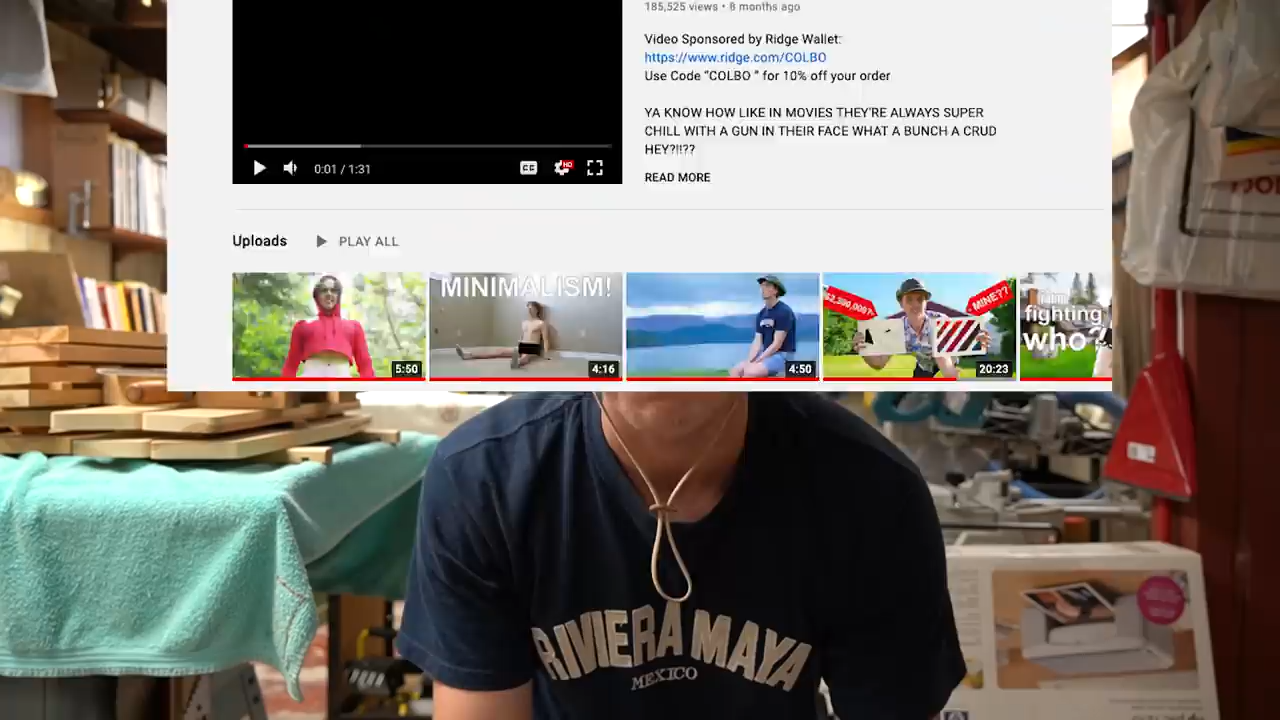 185,525 views • 8 months ago
Video Sponsored by Ridge Wallet:
https://www.ridge.com/COLBO
Use Code “COLBO ” for 10% off your order
YA KNOW HOW LIKE IN MOVIES THEY'RE ALWAYS SUPER
CHILL WITH A GUN IN THEIR FACE WHAT A BUNCH A CRUD
HEY?!!??
READ MORE
0:01 / 1:31
CC
HD
Uploads
PLAY ALL
5:50
MINIMALISM!
4:16
4:50
MINE??
20:23
fighting
who?
RIVIERA MAYA
MEXICO